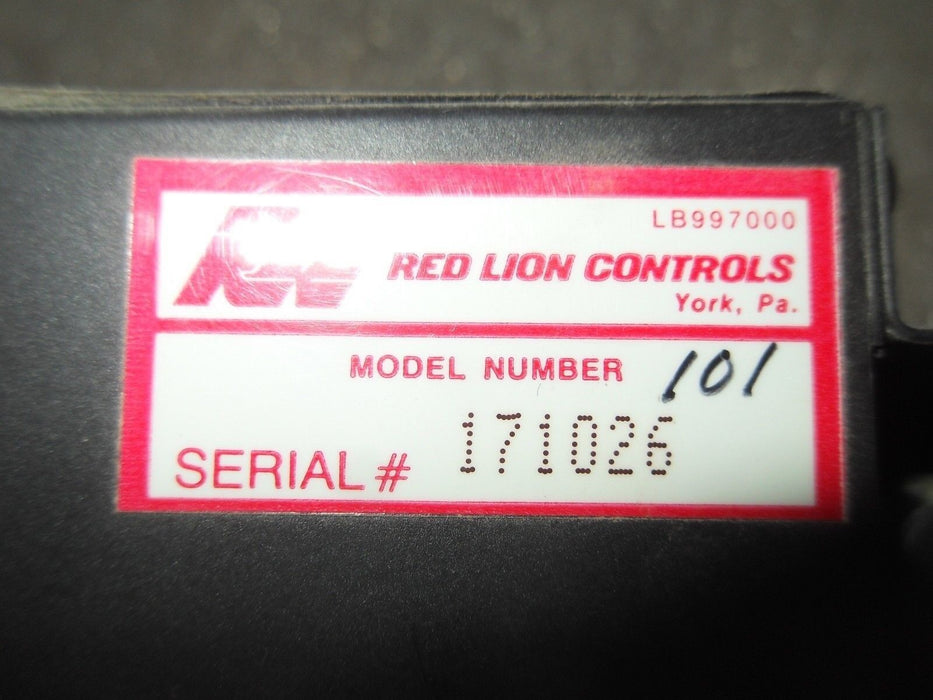 LB997000
RED LION CONTROLS
York, Pa.
MODEL NUMBER 101
171026
SERIAL #